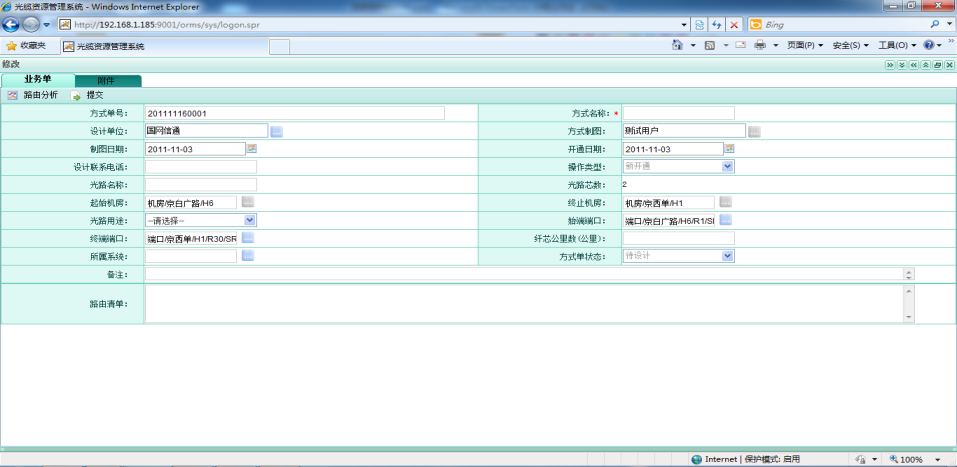 光缆资源管理系统 - Windows Internet Explorer
http://192.168.1.185:9001/orms/sys/logon.spr
Bing
收藏夹 光缆资源管理系统
页面(P) 安全(S) 工具(O)
修改
业务单 附件
路由分析 提交
方式单号: 201111160001 方式名称: *
设计单位: 国网信通 方式制图: 测试用户
制图日期: 2011-11-03 开通日期: 2011-11-03
设计联系电话: 操作类型: 新开通
光路名称: 光路芯数: 2
起始机房: 机房/京白广路/H6 终止机房: 机房/京西单/H1
光路用途: --请选择-- 始端端口: 端口/京白广路/H6/R1/SI
终端端口: 端口/京西单/H1/R30/SR 纤芯公里数(公里):
所属系统: 方式单状态: 待设计
备注:
路由清单:
Internet | 保护模式: 启用 100%